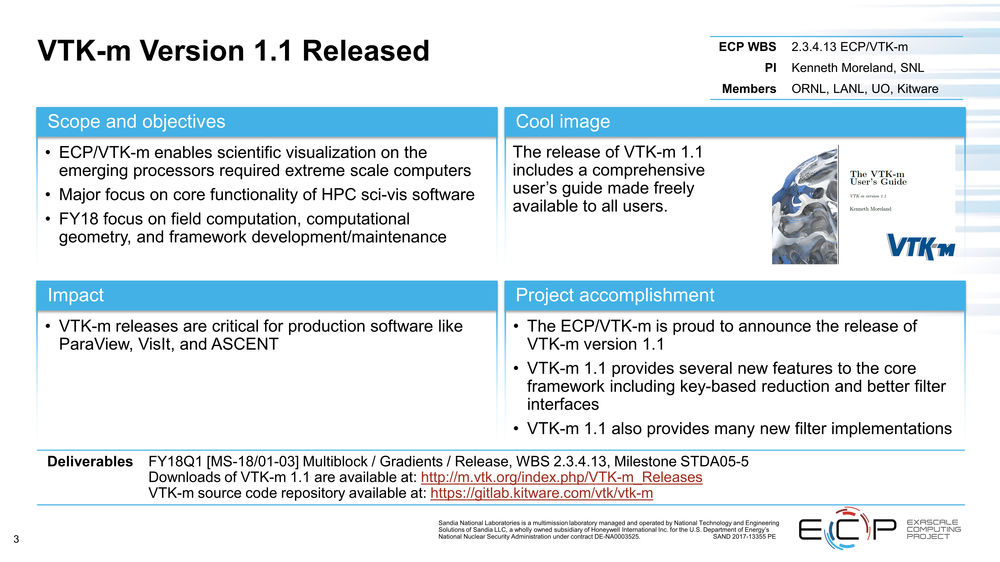 VTK-m Version 1.1 Released
ECP WBS 2.3.4.13 ECP/VTK-m
PI Kenneth Moreland, SNL
Members ORNL, LANL, UO, Kitware
Scope and objectives
• ECP/VTK-m enables scientific visualization on the
emerging processors required extreme scale computers
• Major focus on core functionality of HPC sci-vis software
• FY18 focus on field computation, computational
geometry, and framework development/maintenance
Cool image
The release of VTK-m 1.1
includes a comprehensive
user’s guide made freely
available to all users.
The VTK-m
User's Guide
VTK-m version 1.1
Kenneth Moreland
VTK-m
Impact
• VTK-m releases are critical for production software like
ParaView, VisIt, and ASCENT
Project accomplishment
• The ECP/VTK-m is proud to announce the release of
VTK-m version 1.1
• VTK-m 1.1 provides several new features to the core
framework including key-based reduction and better filter
interfaces
• VTK-m 1.1 also provides many new filter implementations
Deliverables FY18Q1 [MS-18/01-03] Multiblock / Gradients / Release, WBS 2.3.4.13, Milestone STDA05-5
Downloads of VTK-m 1.1 are available at: http://m.vtk.org/index.php/VTK-m_Releases
VTK-m source code repository available at: https://gitlab.kitware.com/vtk/vtk-m
3
Sandia National Laboratories is a multimission laboratory managed and operated by National Technology and Engineering
Solutions of Sandia LLC, a wholly owned subsidiary of Honeywell International Inc. for the U.S. Department of Energy’s
National Nuclear Security Administration under contract DE-NA0003525. SAND 2017-13355 PE
ECP
EXASCALE
COMPUTING
PROJECT